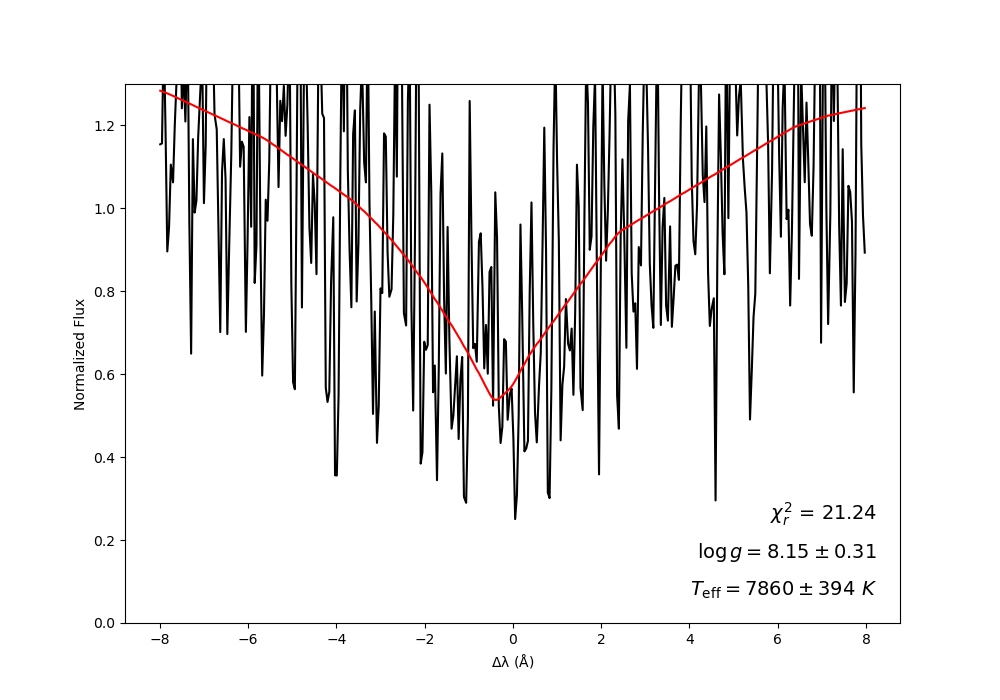 Normalized Flux
1.2
1.0
0.8
0.6
0.4
0.2
0.0
χ²ᵣ = 21.24
log g = 8.15 ± 0.31
T_eff = 7860 ± 394 K
−8 −6 −4 −2 0 2 4 6 8
Δλ (Å)